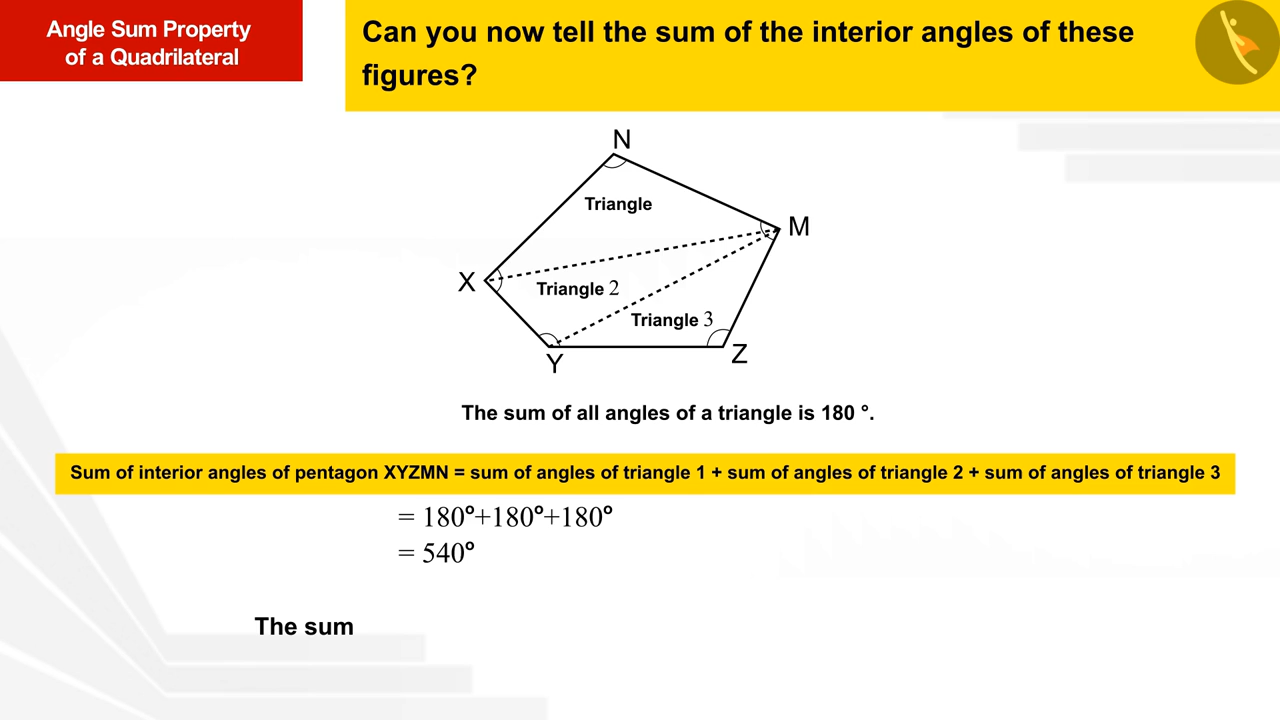 Angle Sum Property
of a Quadrilateral
Can you now tell the sum of the interior angles of these
figures?
N
Triangle
M
X
Triangle 2
Triangle 3
Y
Z
The sum of all angles of a triangle is 180 °.
Sum of interior angles of pentagon XYZMN = sum of angles of triangle 1 + sum of angles of triangle 2 + sum of angles of triangle 3
= 180°+180°+180°
= 540°
The sum